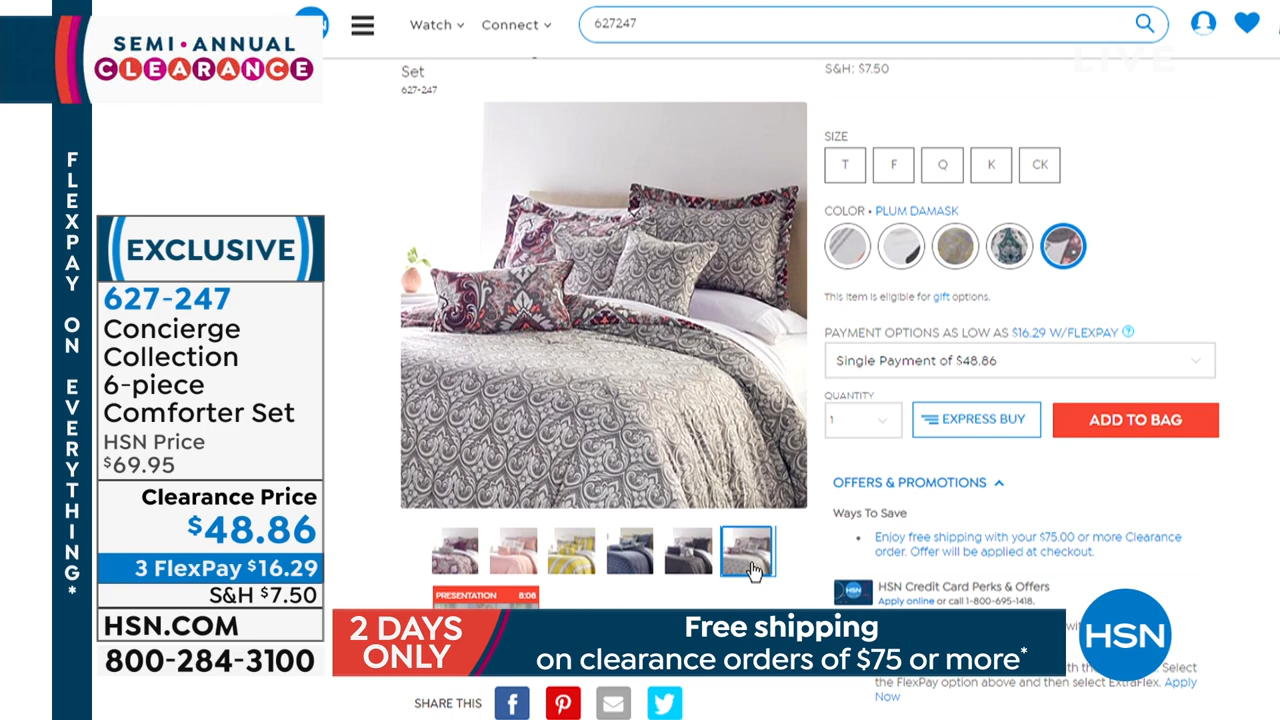 SEMI•ANNUAL
CLEARANCE
FLEXPAY ON EVERYTHING*
EXCLUSIVE
627-247
Concierge
Collection
6-piece
Comforter Set
HSN Price
$69.95
Clearance Price
$48.86
3 FlexPay $16.29
S&H $7.50
HSN.COM
800-284-3100
Watch
Connect
627247
LIVE
Set
627-247
S&H: $7.50
SIZE
T F Q K CK
COLOR • PLUM DAMASK
This item is eligible for gift options.
PAYMENT OPTIONS AS LOW AS $16.29 W/FLEXPAY ?
Single Payment of $48.86
QUANTITY
1
EXPRESS BUY
ADD TO BAG
OFFERS & PROMOTIONS
Ways To Save
• Enjoy free shipping with your $75.00 or more Clearance
order. Offer will be applied at checkout.
HSN
HSN Credit Card Perks & Offers
Apply online or call 1-800-695-1418.
PRESENTATION 8:08
2 DAYS
ONLY
Free shipping
on clearance orders of $75 or more*
HSN
Select
the FlexPay option above and then select ExtraFlex. Apply
Now
SHARE THIS